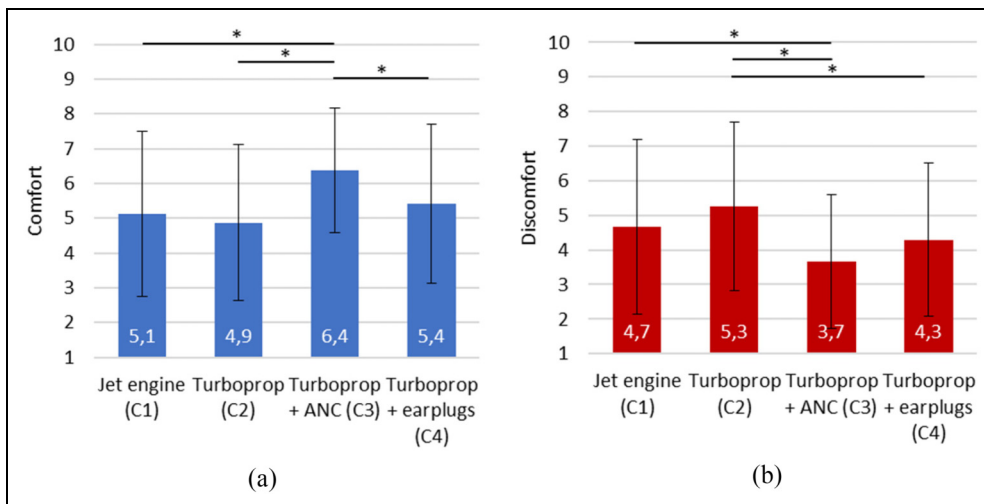 * * *
10
9
8
7
6
5
4
3
2
1
Comfort
5,1 4,9 6,4 5,4
Jet engine Turboprop Turboprop Turboprop
(C1) (C2) + ANC (C3) + earplugs
(C4)
(a)
* * *
10
9
8
7
6
5
4
3
2
1
Discomfort
4,7 5,3 3,7 4,3
Jet engine Turboprop Turboprop Turboprop
(C1) (C2) + ANC (C3) + earplugs
(C4)
(b)